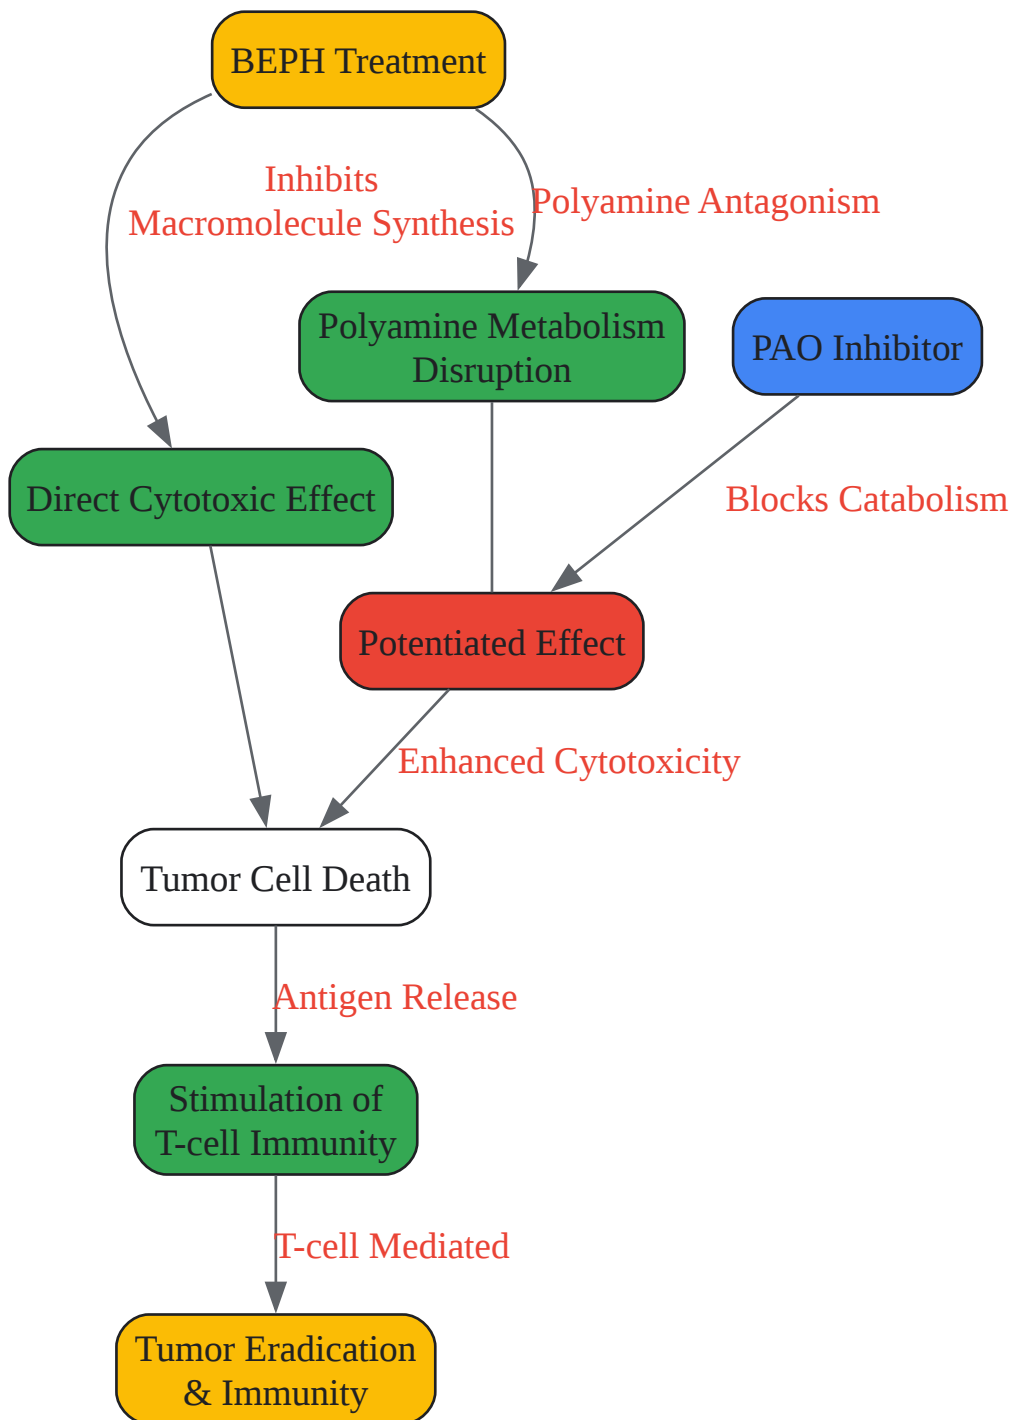 BEPH Treatment
Inhibits
Macromolecule Synthesis
Polyamine Antagonism
Polyamine Metabolism
Disruption
PAO Inhibitor
Direct Cytotoxic Effect
Blocks Catabolism
Potentiated Effect
Enhanced Cytotoxicity
Tumor Cell Death
Antigen Release
Stimulation of
T-cell Immunity
T-cell Mediated
Tumor Eradication
& Immunity